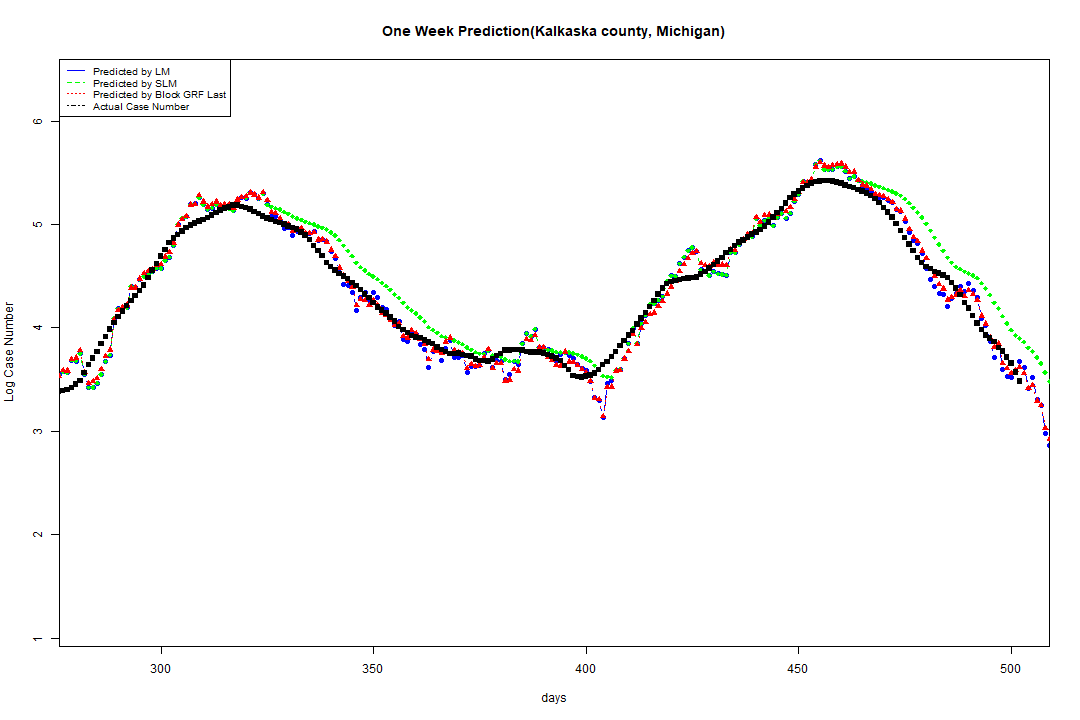 One Week Prediction(Kalkaska county, Michigan)
Predicted by LM
Predicted by SLM
Predicted by Block GRF Last
Actual Case Number
Log Case Number
6
5
4
3
2
1
300 350 400 450 500
days